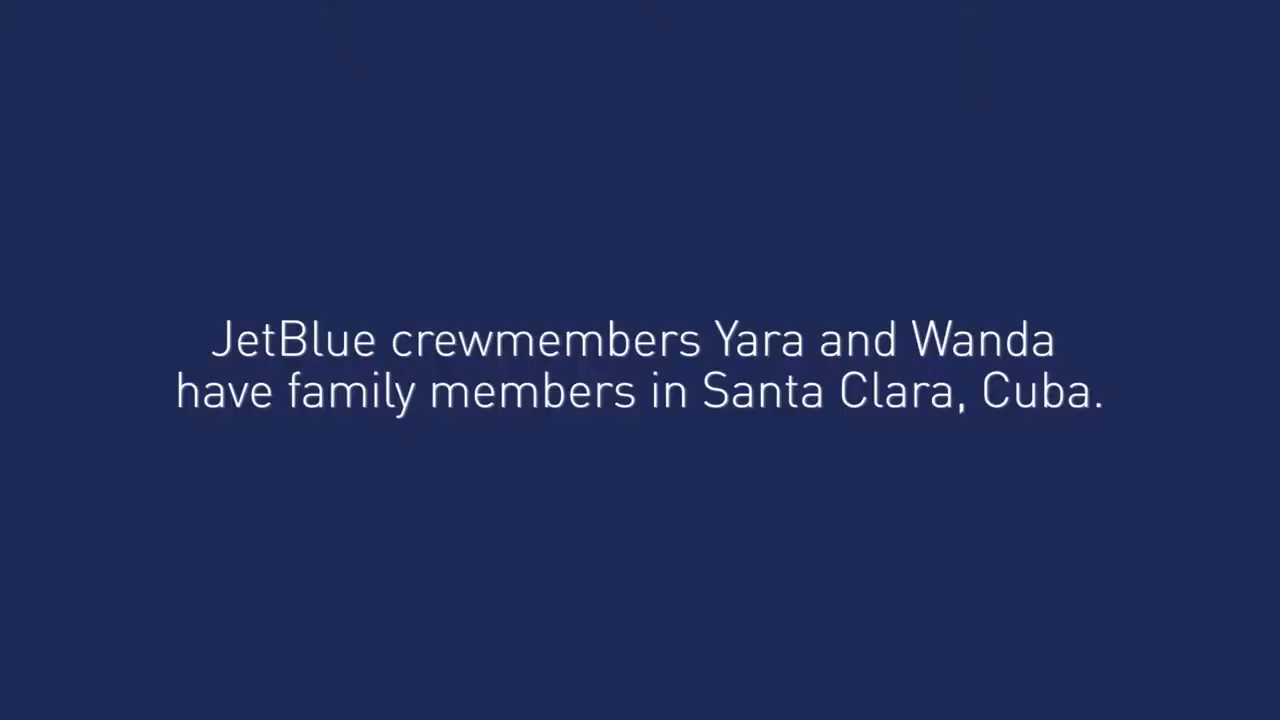 JetBlue crewmembers Yara and Wanda
have family members in Santa Clara, Cuba.